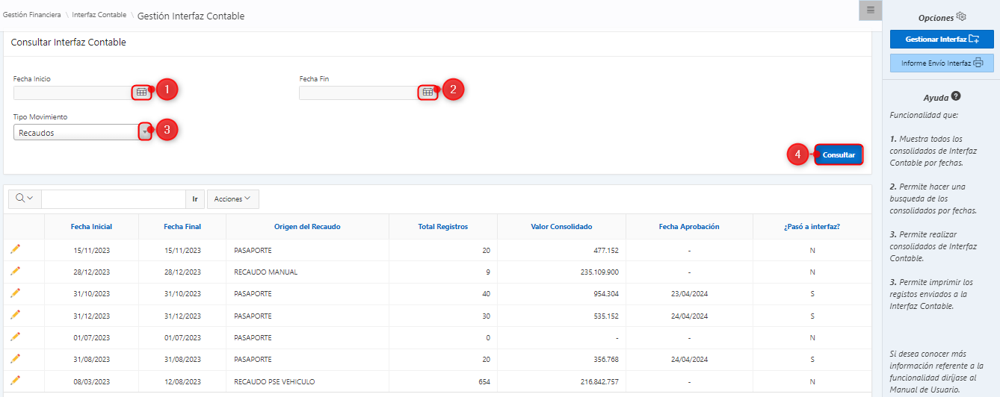 Gestión Financiera \ Interfaz Contable \ Gestión Interfaz Contable
Consultar Interfaz Contable
Fecha Inicio
1
Fecha Fin
2
Tipo Movimiento
Recaudos
3
4
Consultar
Ir
Acciones
Fecha Inicial Fecha Final Origen del Recaudo Total Registros Valor Consolidado Fecha Aprobación ¿Pasó a interfaz?
15/11/2023 15/11/2023 PASAPORTE 20 477.152 - N
28/12/2023 28/12/2023 RECAUDO MANUAL 9 235.109.900 - N
31/10/2023 31/10/2023 PASAPORTE 40 954.304 23/04/2024 S
31/12/2023 31/12/2023 PASAPORTE 30 535.152 24/04/2024 S
01/07/2023 01/07/2023 PASAPORTE 0 - - N
31/08/2023 31/08/2023 PASAPORTE 20 356.768 24/04/2024 S
08/03/2023 12/08/2023 RECAUDO PSE VEHICULO 654 216.842.757 - N
Opciones
Gestionar Interfaz
Informe Envío Interfaz
Ayuda ?
Funcionalidad que:
1. Muestra todos los
consolidados de Interfaz
Contable por fechas.
2. Permite hacer una
busqueda de los
consolidados por fechas.
3. Permite realizar
consolidados de Interfaz
Contable.
3. Permite imprimir los
registos enviados a la
Interfaz Contable.
Si desea conocer más
información referente a la
funcionalidad diríjase al
Manual de Usuario.